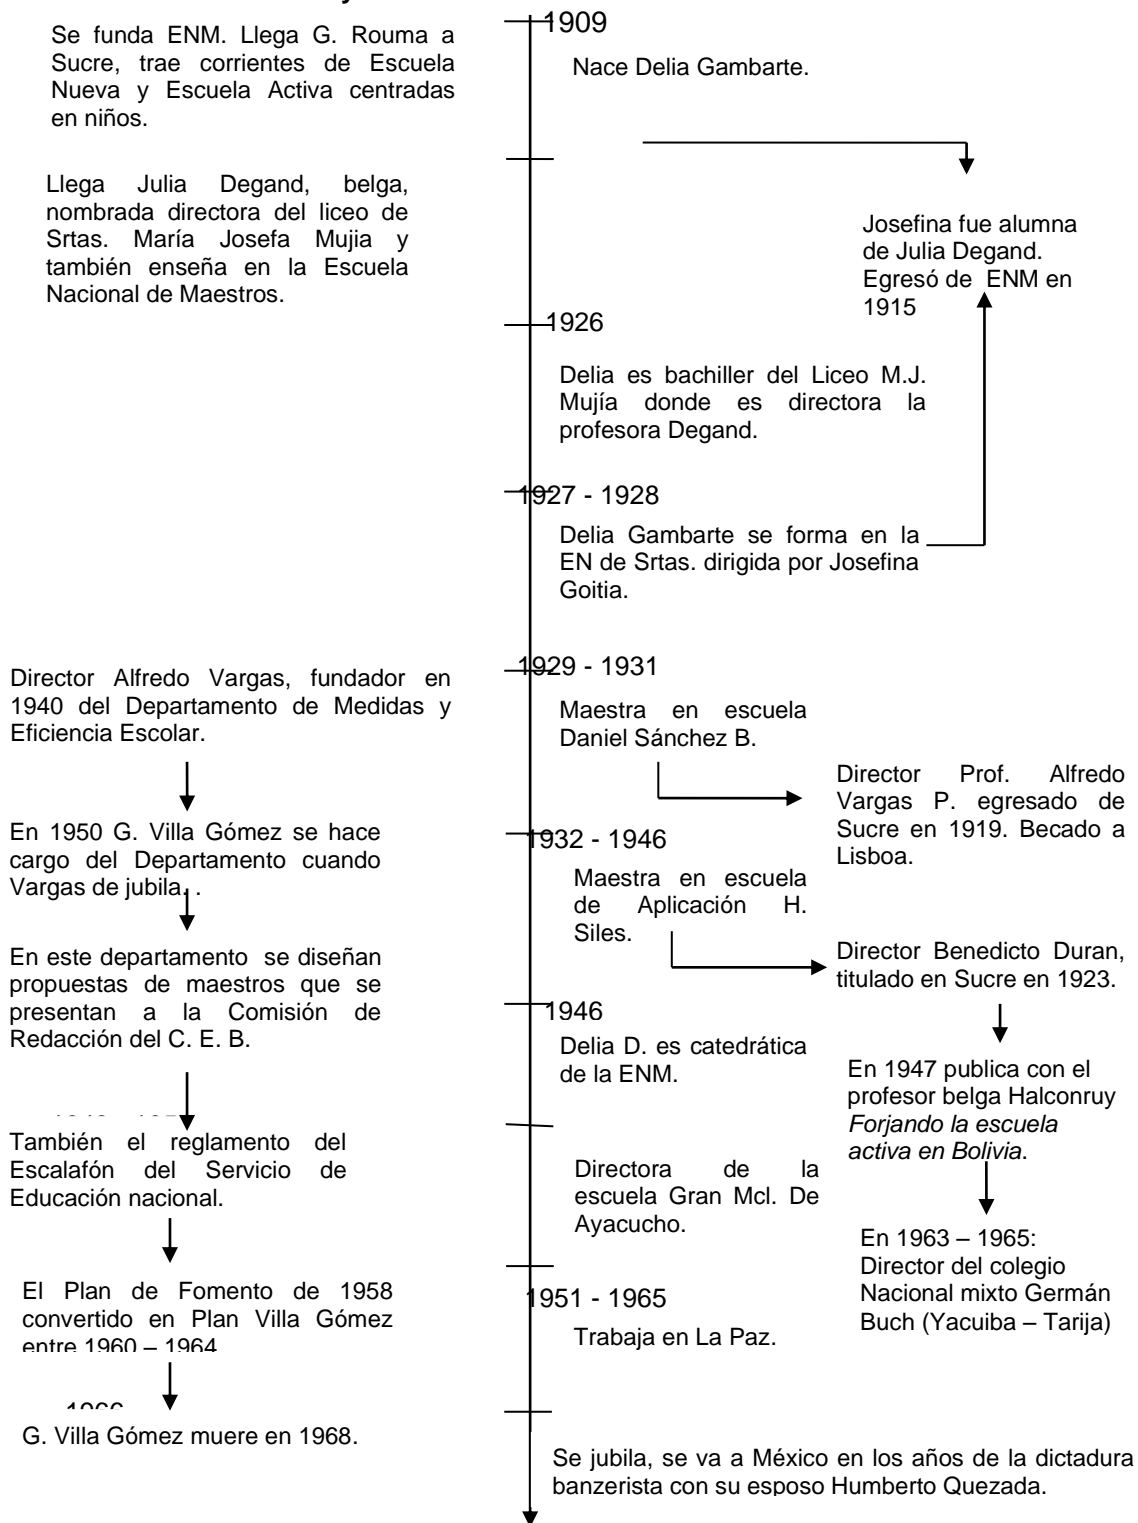 1909
Se funda ENM. Llega G. Rouma a
Sucre, trae corrientes de Escuela
Nueva y Escuela Activa centradas
en niños.
Nace Delia Gambarte.
Llega Julia Degand, belga,
nombrada directora del liceo de
Srtas. María Josefa Mujia y
también enseña en la Escuela
Nacional de Maestros.
Josefina fue alumna
de Julia Degand.
Egresó de ENM en
1915
1926
Delia es bachiller del Liceo M.J.
Mujía donde es directora la
profesora Degand.
1927 - 1928
Delia Gambarte se forma en la
EN de Srtas. dirigida por Josefina
Goitia.
1929 - 1931
Director Alfredo Vargas, fundador en
1940 del Departamento de Medidas y
Eficiencia Escolar.
Maestra en escuela
Daniel Sánchez B.
Director Prof. Alfredo
Vargas P. egresado de
Sucre en 1919. Becado a
Lisboa.
En 1950 G. Villa Gómez se hace
cargo del Departamento cuando
Vargas de jubila. .
1932 - 1946
Maestra en escuela
de Aplicación H.
Siles.
Director Benedicto Duran,
titulado en Sucre en 1923.
En este departamento se diseñan
propuestas de maestros que se
presentan a la Comisión de
Redacción del C. E. B.
1946
Delia D. es catedrática
de la ENM.
En 1947 publica con el
profesor belga Halconruy
Forjando la escuela
activa en Bolivia.
También el reglamento del
Escalafón del Servicio de
Educación nacional.
Directora de la
escuela Gran Mcl. De
Ayacucho.
En 1963 – 1965:
Director del colegio
Nacional mixto Germán
Buch (Yacuiba – Tarija)
El Plan de Fomento de 1958
convertido en Plan Villa Gómez
entre 1960 – 1964
1951 - 1965
Trabaja en La Paz.
1966
G. Villa Gómez muere en 1968.
Se jubila, se va a México en los años de la dictadura
banzerista con su esposo Humberto Quezada.